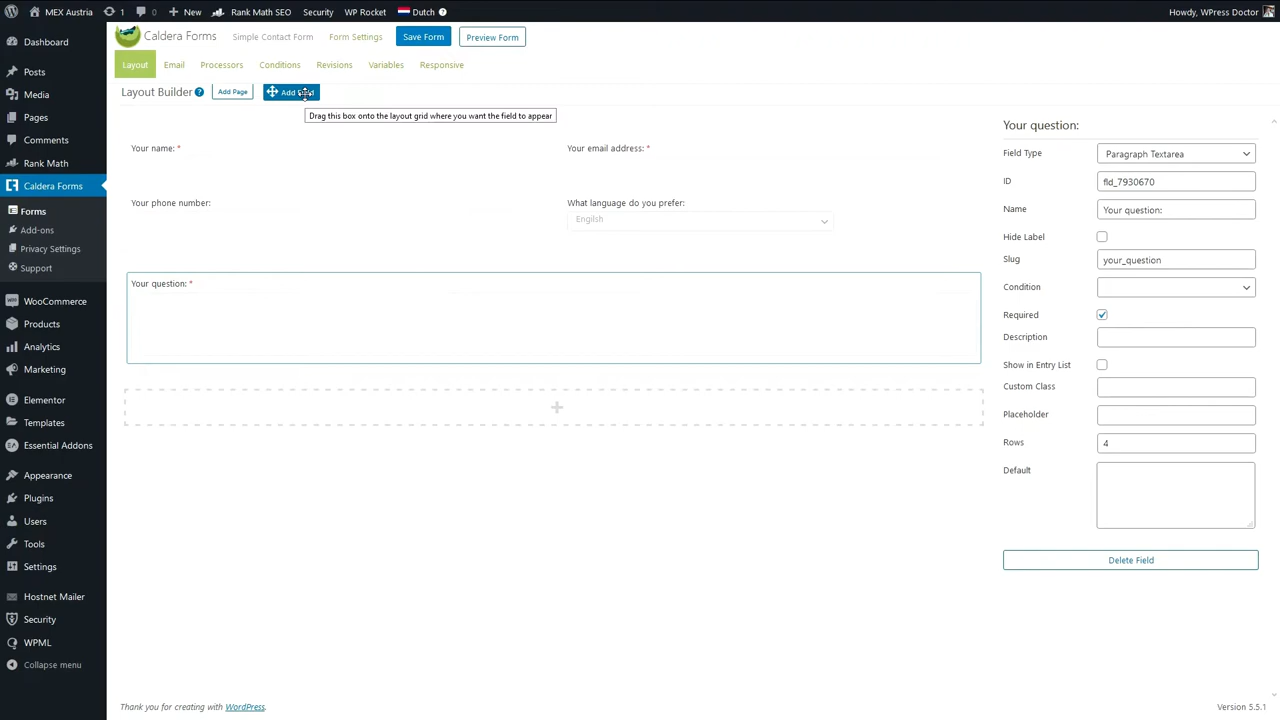 MEX Austria 1 0 New Rank Math SEO Security WP Rocket Dutch Howdy, WPress Doctor
Caldera Forms Simple Contact Form Form Settings Save Form Preview Form
Layout Email Processors Conditions Revisions Variables Responsive
Layout Builder ? Add Page Add
Drag this box onto the layout grid where you want the field to appear
Dashboard
Posts
Media
Pages
Comments
Rank Math
Caldera Forms
Forms
Add-ons
Privacy Settings
Support
WooCommerce
Products
Analytics
Marketing
Elementor
Templates
Essential Addons
Appearance
Plugins
Users
Tools
Settings
Hostnet Mailer
Security
WPML
Collapse menu
Your name: *
Your email address: *
Your phone number:
What language do you prefer:
Engilsh
Your question: *
Your question:
Field Type Paragraph Textarea
ID fld_7930670
Name Your question:
Hide Label
Slug your_question
Condition
Required
Description
Show in Entry List
Custom Class
Placeholder
Rows 4
Default
Delete Field
Thank you for creating with WordPress.
Version 5.5.1